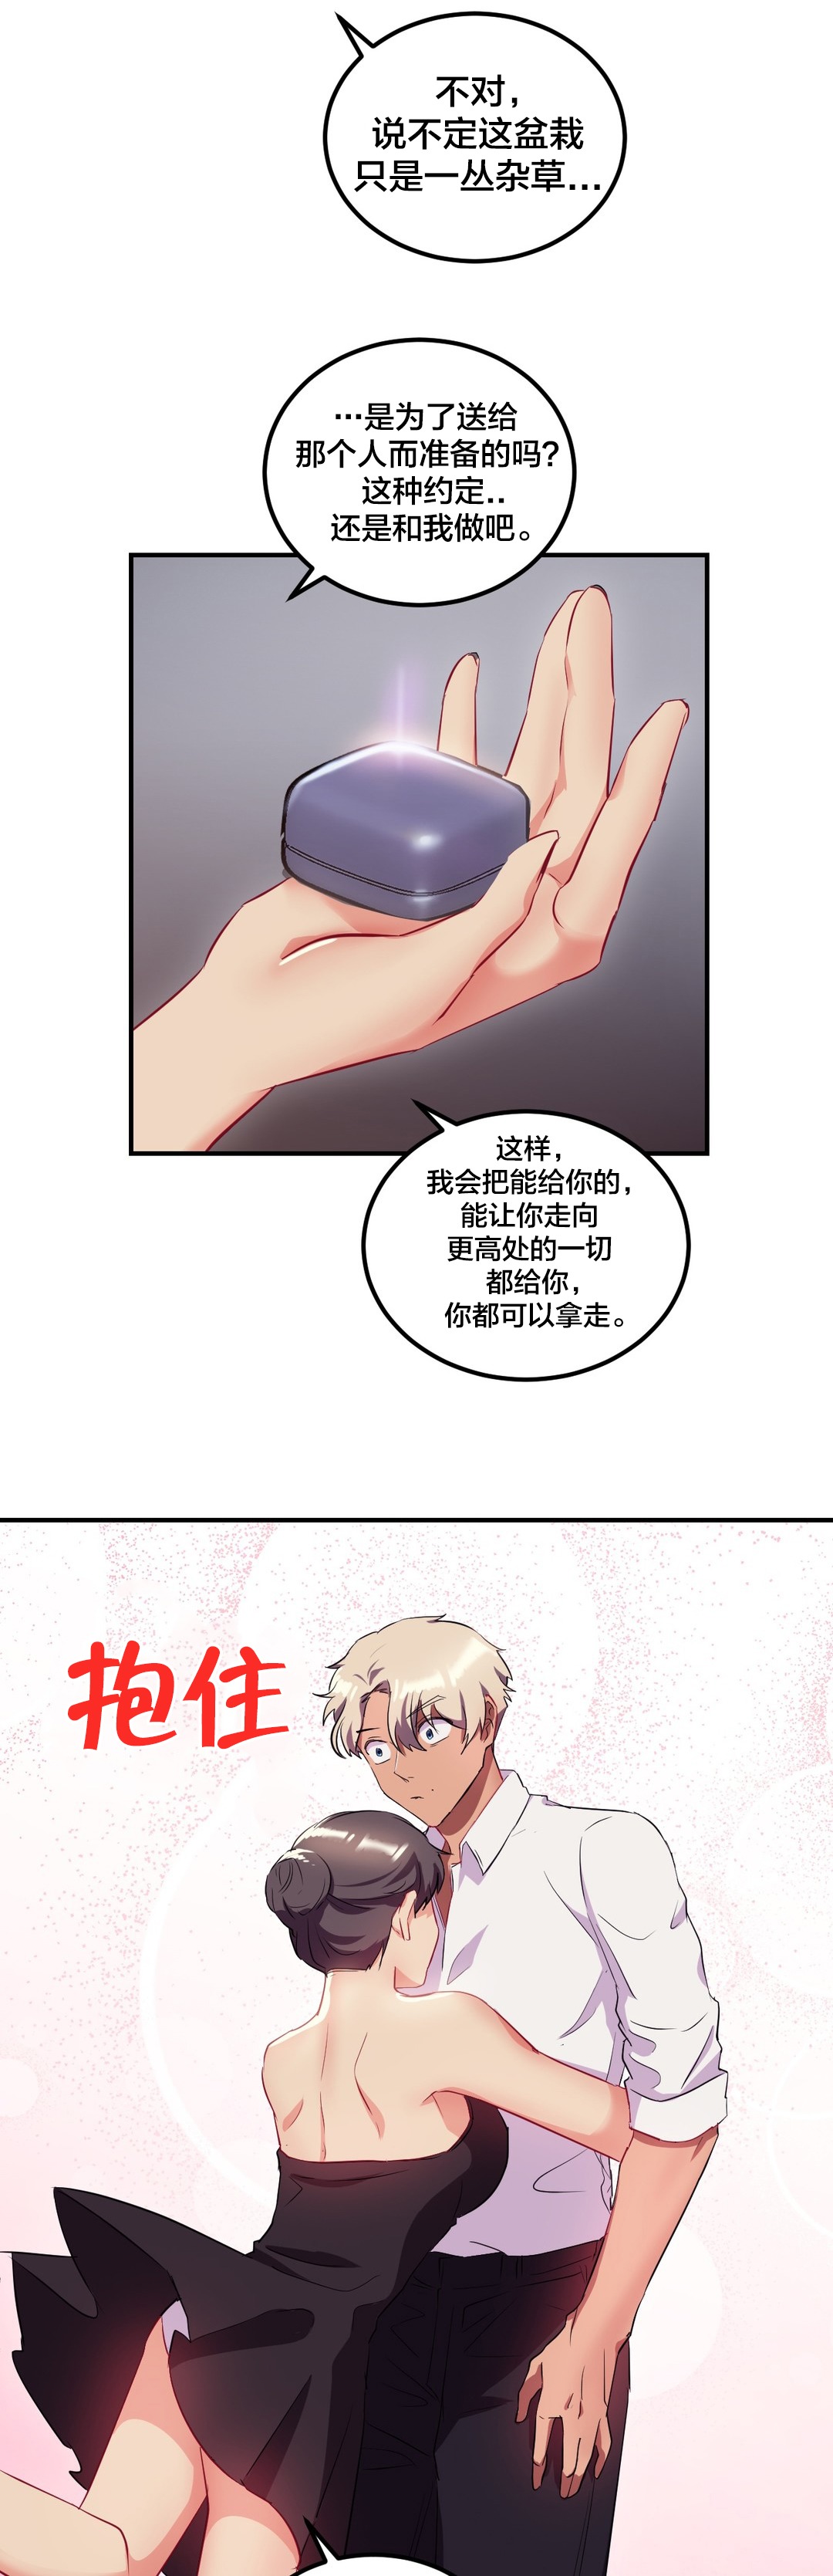 不对，
说不定这盆栽
只是一丛杂草…
…是为了送给
那个人而准备的吗？
这种约定..
还是和我做吧。
这样，
我会把能给你的，
能让你走向
更高处的一切
都给你，
你都可以拿走。
抱住